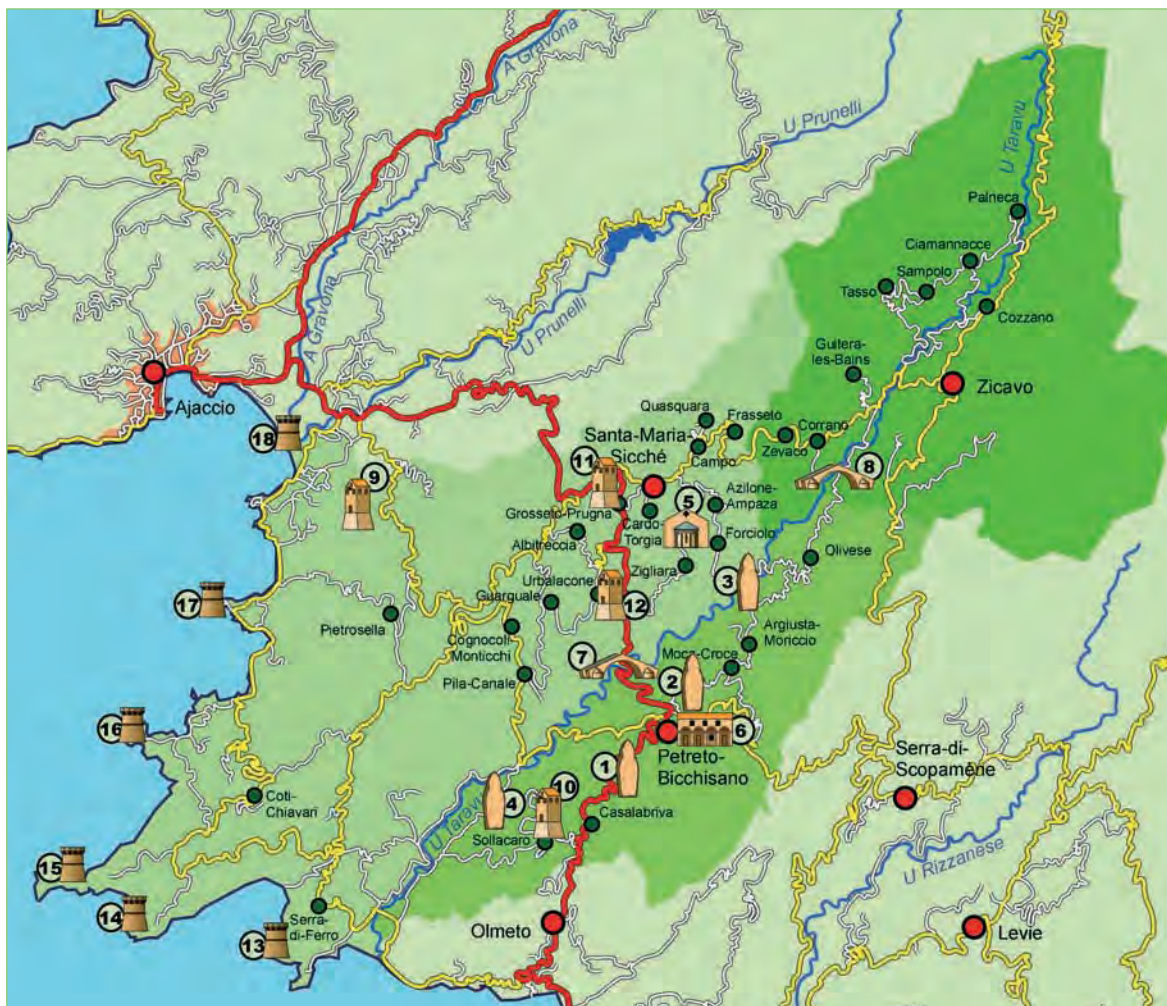 A Gravona
U Prunelli
U Taravu
Palneca
Ciamannacce
Sampolo
Tasso
Cozzano
A Gravona
U Prunelli
Guitera-
les-Bains
Zicavo
Ajaccio
Quasquara
Frasseto
Corrano
18
Santa-Maria-
Sicché
Campo
Zevaco
11
8
9
Azilone-
Ampaza
5
Grosseto-Prugna
Cardo-
Torgia
Forciolo
Albitreccia
Olivese
Zigliara
3
Urbalacone
Guarguale
12
17
Pietrosella
Cognocoli-
Monticchi
Argiusta-
Moriccio
7
Moca-Croce
2
Pila-Canale
16
6
Petreto-
Bicchisano
Serra-di-
Scopamène
1
Coti-
Chiavari
4
10
U Taravu
Casalabriva
Sollacaro
U Rizzanese
15
14
Serra-
di-Ferro
13
Olmeto
Levie